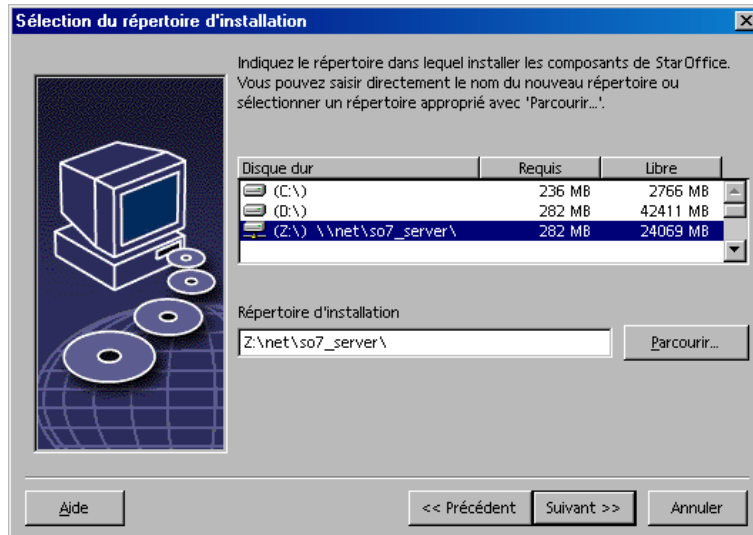 Sélection du répertoire d'installation
Indiquez le répertoire dans lequel installer les composants de StarOffice.
Vous pouvez saisir directement le nom du nouveau répertoire ou
sélectionner un répertoire approprié avec 'Parcourir...'.
Disque dur Requis Libre
(C:\) 236 MB 2766 MB
(D:\) 282 MB 42411 MB
(Z:\) \\net\so7_server\ 282 MB 24069 MB
Répertoire d'installation
Z:\net\so7_server\ Parcourir...
Aide << Précédent Suivant >> Annuler